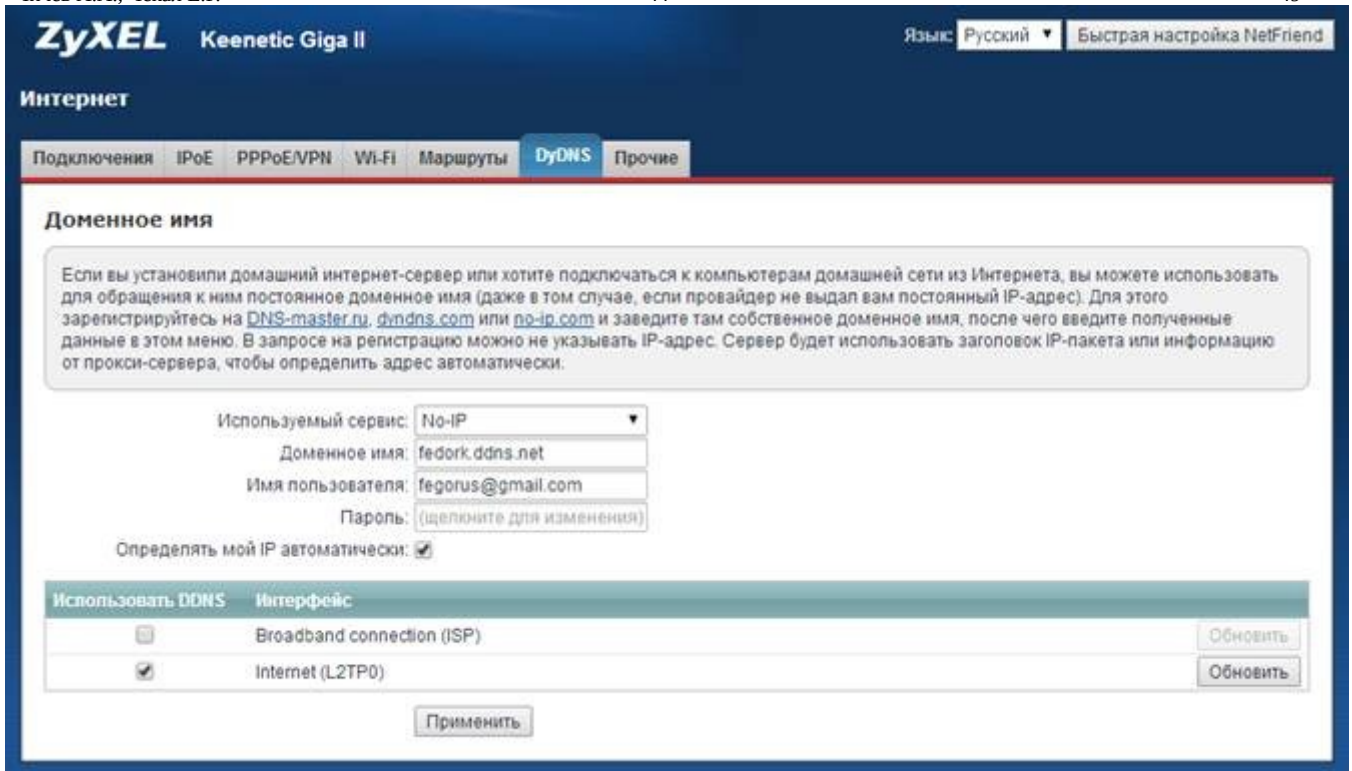 ZyXEL Keenetic Giga II
Язык: Русский Быстрая настройка NetFriend
Интернет
Подключения IPoE PPPoE/VPN Wi-Fi Маршруты DyDNS Прочие
Доменное имя
Если вы установили домашний интернет-сервер или хотите подключаться к компьютерам домашней сети из Интернета, вы можете использовать
для обращения к ним постоянное доменное имя (даже в том случае, если провайдер не выдал вам постоянный IP-адрес). Для этого
зарегистрируйтесь на DNS-master.ru, dyndns.com или no-ip.com и заведите там собственное доменное имя, после чего введите полученные
данные в этом меню. В запросе на регистрацию можно не указывать IP-адрес. Сервер будет использовать заголовок IP-пакета или информацию
от прокси-сервера, чтобы определить адрес автоматически.
Используемый сервис: No-IP
Доменное имя: fedork.ddns.net
Имя пользователя: fegorus@gmail.com
Пароль: (щелкните для изменения)
Определять мой IP автоматически:
Использовать DDNS Интерфейс
Broadband connection (ISP) Обновить
Internet (L2TP0) Обновить
Применить